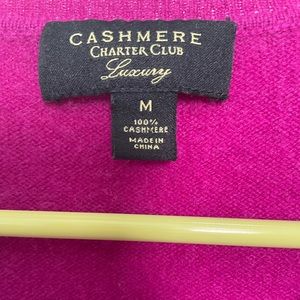 CASHMERE
CHARTER CLUB
Luxury
M
100%
CASHMERE
MADE IN
CHINA